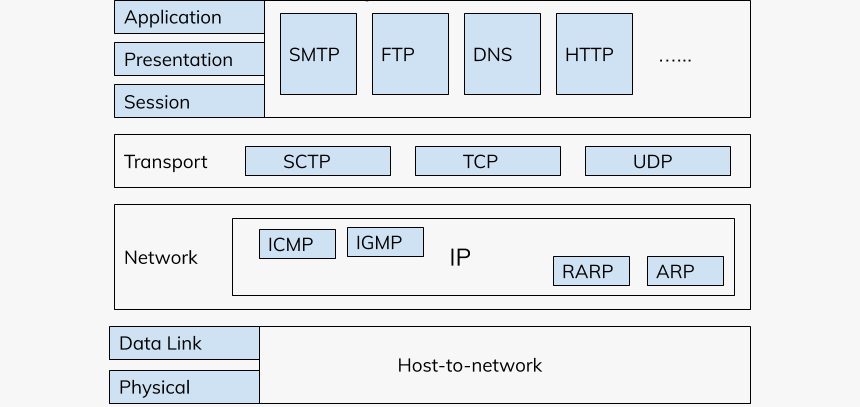 Application
Presentation
Session
SMTP
FTP
DNS
HTTP
......
Transport
SCTP
TCP
UDP
Network
ICMP
IGMP
IP
RARP
ARP
Data Link
Physical
Host-to-network